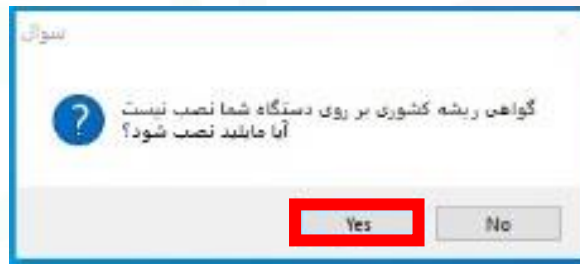 سوال
گواهی ریشه کشوری بر روی دستگاه شما نصب نیست
آیا مایلید نصب شود؟
Yes
No